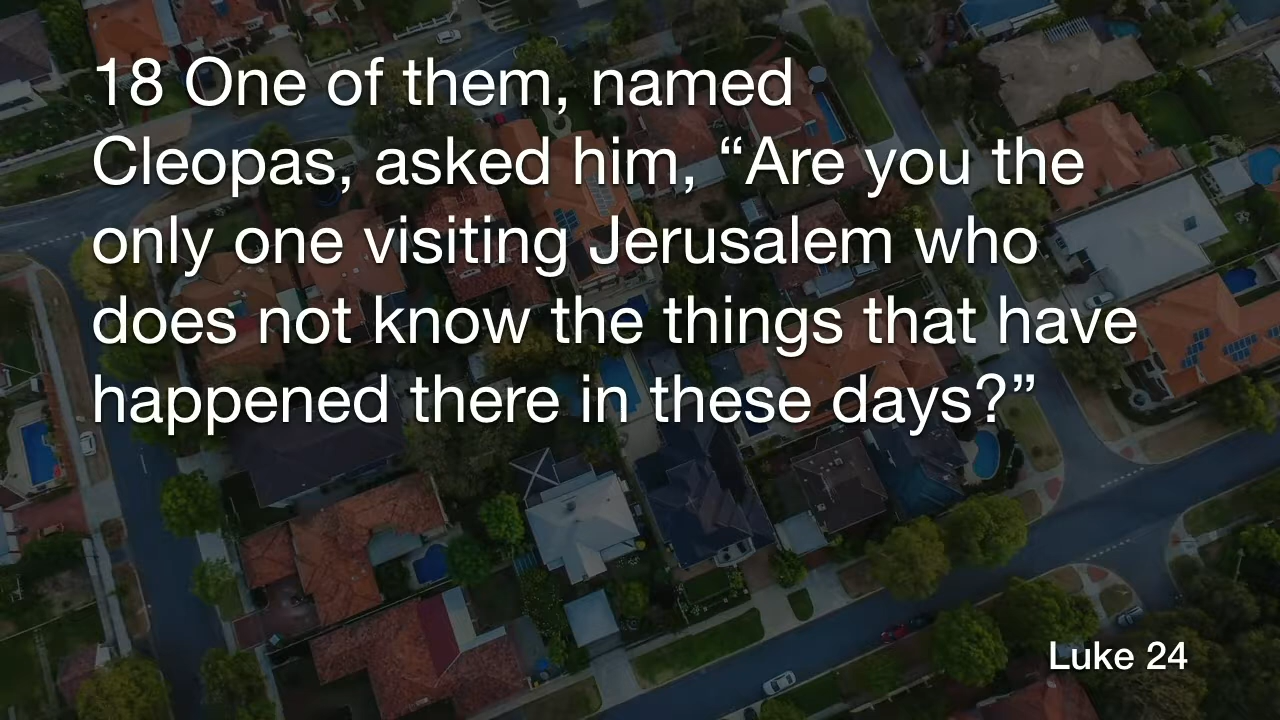 18 One of them, named
Cleopas, asked him, “Are you the
only one visiting Jerusalem who
does not know the things that have
happened there in these days?”
Luke 24